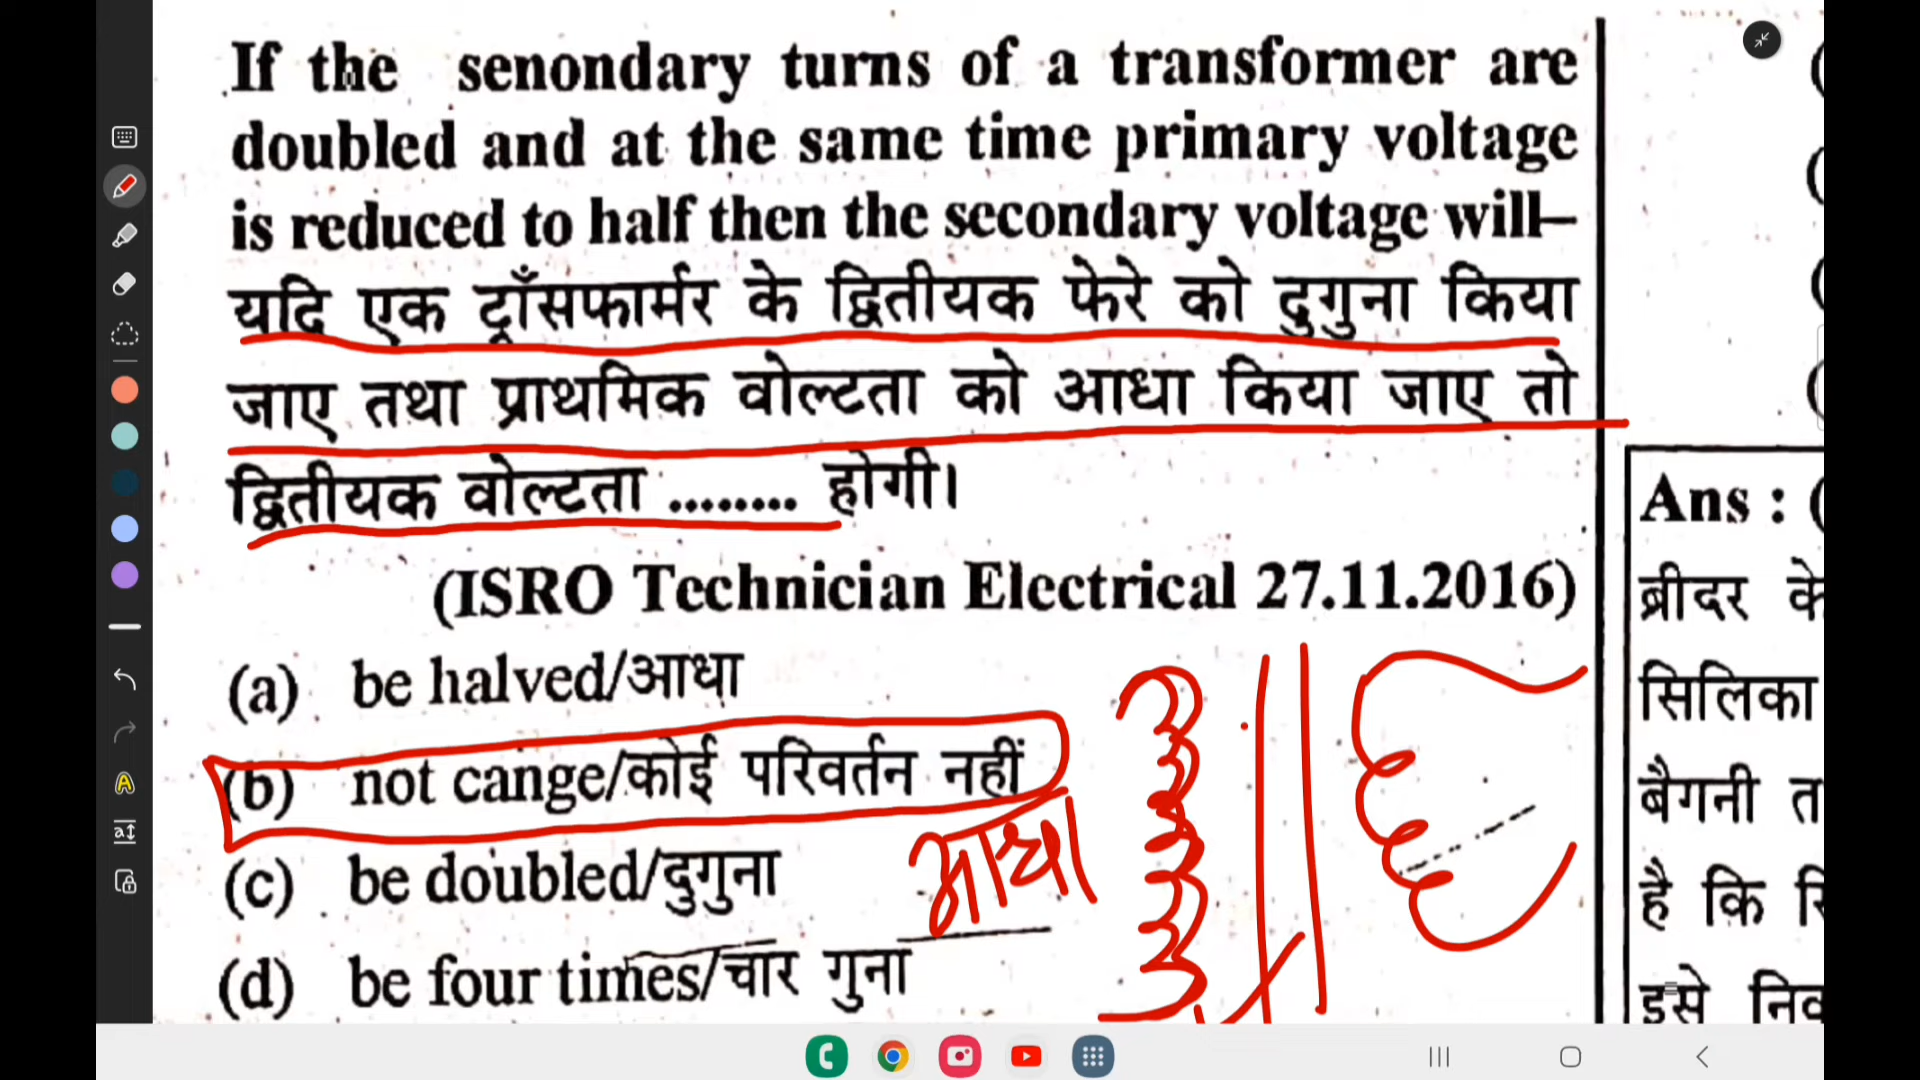 If the senondary turns of a transformer are
doubled and at the same time primary voltage
is reduced to half then the secondary voltage will–
यदि एक ट्राँसफार्मर के द्वितीयक फेरे को दुगुना किया
जाए तथा प्राथमिक वोल्टता को आधा किया जाए तो
द्वितीयक वोल्टता ........ होगी।
(ISRO Technician Electrical 27.11.2016)
(a) be halved/आधा
(b) not cange/कोई परिवर्तन नहीं
(c) be doubled/दुगुना
आधा
(d) be four times/चार गुना
Ans : (
ब्रीदर के
सिलिका
बैगनी त
है कि
इसे